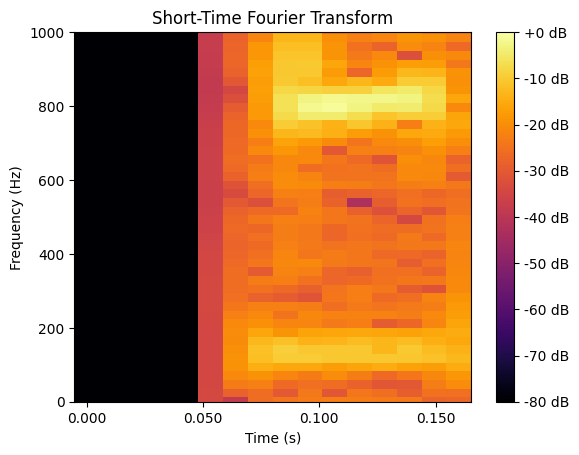 Short-Time Fourier Transform
1000
800
600
400
200
0
Frequency (Hz)
0.000
0.050
0.100
0.150
Time (s)
+0 dB
-10 dB
-20 dB
-30 dB
-40 dB
-50 dB
-60 dB
-70 dB
-80 dB